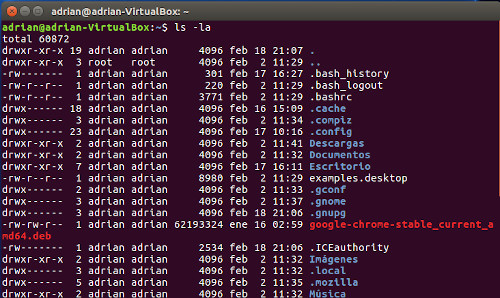 adrian@adrian-VirtualBox: ~
adrian@adrian-VirtualBox:~$ ls -la
total 60872
drwxr-xr-x 19 adrian adrian 4096 feb 18 21:07 .
drwxr-xr-x 3 root root 4096 feb 2 11:29 ..
-rw------- 1 adrian adrian 301 feb 17 16:27 .bash_history
-rw-r--r-- 1 adrian adrian 220 feb 2 11:29 .bash_logout
-rw-r--r-- 1 adrian adrian 3771 feb 2 11:29 .bashrc
drwx------ 18 adrian adrian 4096 feb 16 15:09 .cache
drwx------ 3 adrian adrian 4096 feb 2 11:34 .compiz
drwx------ 23 adrian adrian 4096 feb 17 10:16 .config
drwxr-xr-x 2 adrian adrian 4096 feb 2 11:41 Descargas
drwxr-xr-x 2 adrian adrian 4096 feb 2 11:32 Documentos
drwxr-xr-x 7 adrian adrian 4096 feb 17 16:11 Escritorio
-rw-r--r-- 1 adrian adrian 8980 feb 2 11:29 examples.desktop
drwx------ 2 adrian adrian 4096 feb 2 11:33 .gconf
drwx------ 3 adrian adrian 4096 feb 2 11:37 .gnome
drwx------ 3 adrian adrian 4096 feb 18 21:06 .gnupg
-rw-rw-r-- 1 adrian adrian 62193324 ene 16 02:59 google-chrome-stable_current_a
md64.deb
-rw------- 1 adrian adrian 2534 feb 18 21:06 .ICEauthority
drwxr-xr-x 2 adrian adrian 4096 feb 2 11:32 Imágenes
drwx------ 3 adrian adrian 4096 feb 2 11:32 .local
drwx------ 5 adrian adrian 4096 feb 2 11:35 .mozilla
drwxr-xr-x 2 adrian adrian 4096 feb 2 11:32 Música